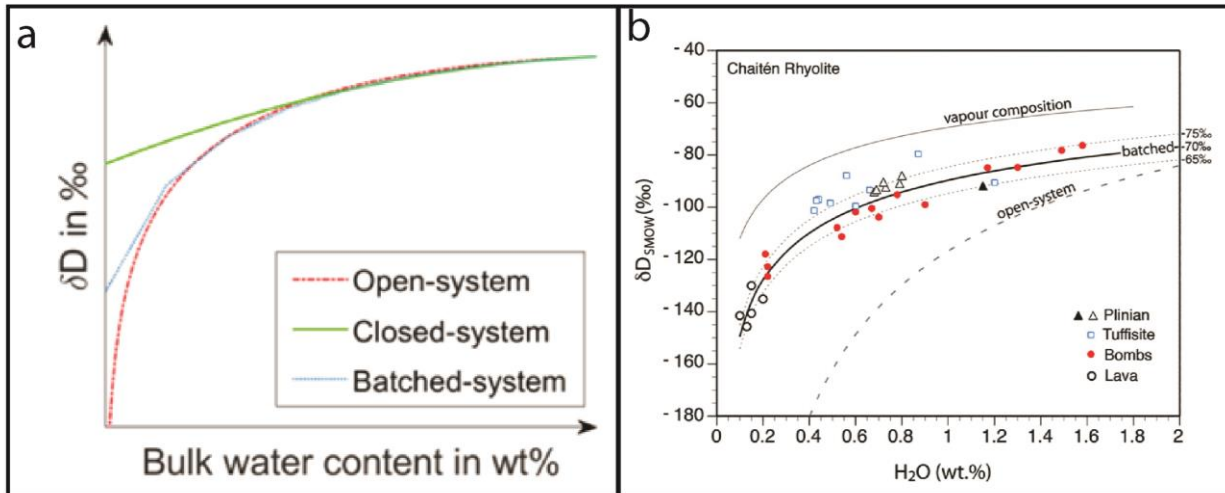 a
δD in ‰
Open-system
Closed-system
Batched-system
Bulk water content in wt%
b
Chaitén Rhyolite
vapour composition
batched
open-system
-75‰
-70‰
-65‰
Plinian
Tuffisite
Bombs
Lava
δD SMOW (‰)
- 40
- 60
- 80
- 100
- 120
- 140
- 160
- 180
0 0.2 0.4 0.6 0.8 1 1.2 1.4 1.6 1.8 2
H₂O (wt.%)